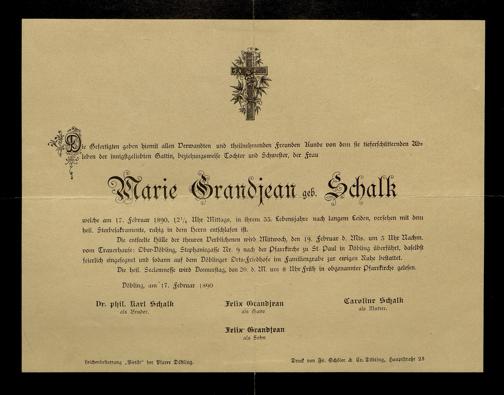 Die Gefertigten geben hiemit allen Verwandten und theilnehmenden Freunden Kunde von dem sie tieferschütternden Ab-
leben der innigstgeliebten Gattin, beziehungsweise Tochter und Schwester, der Frau
Marie Grandjean geb. Schalk
welche am 17. Februar 1890, 12¼ Uhr Mittags, in ihrem 33. Lebensjahre nach langem Leiden, versehen mit dem
heil. Sterbesakramente, ruhig in dem Herrn entschlafen ist.
Die entseelte Hülle der theuren Verblichenen wird Mittwoch, den 19. Februar d. Mts. um 3 Uhr Nachm.
vom Trauerhause: Ober-Döbling, Stephaniegasse Nr. 9 nach der Pfarrkirche zu St. Paul in Döbling überführt, daselbst
feierlich eingesegnet und sodann auf dem Döblinger Orts-Friedhofe im Familiengrabe zur ewigen Ruhe bestattet.
Die heil. Seelenmesse wird Donnerstag, den 20. d. M. um 8 Uhr Früh in obgenannter Pfarrkirche gelesen.
Döbling, am 17. Februar 1890
Dr. phil. Karl Schalk Felix Grandjean Caroline Schalk
als Bruder. als Gatte als Mutter.
Felix Grandjean
als Sohn
Leichenbestattung "Pietät" der Pfarre Döbling. Druck von Fr. Schöler & Co. Döbling, Hauptstraße 28